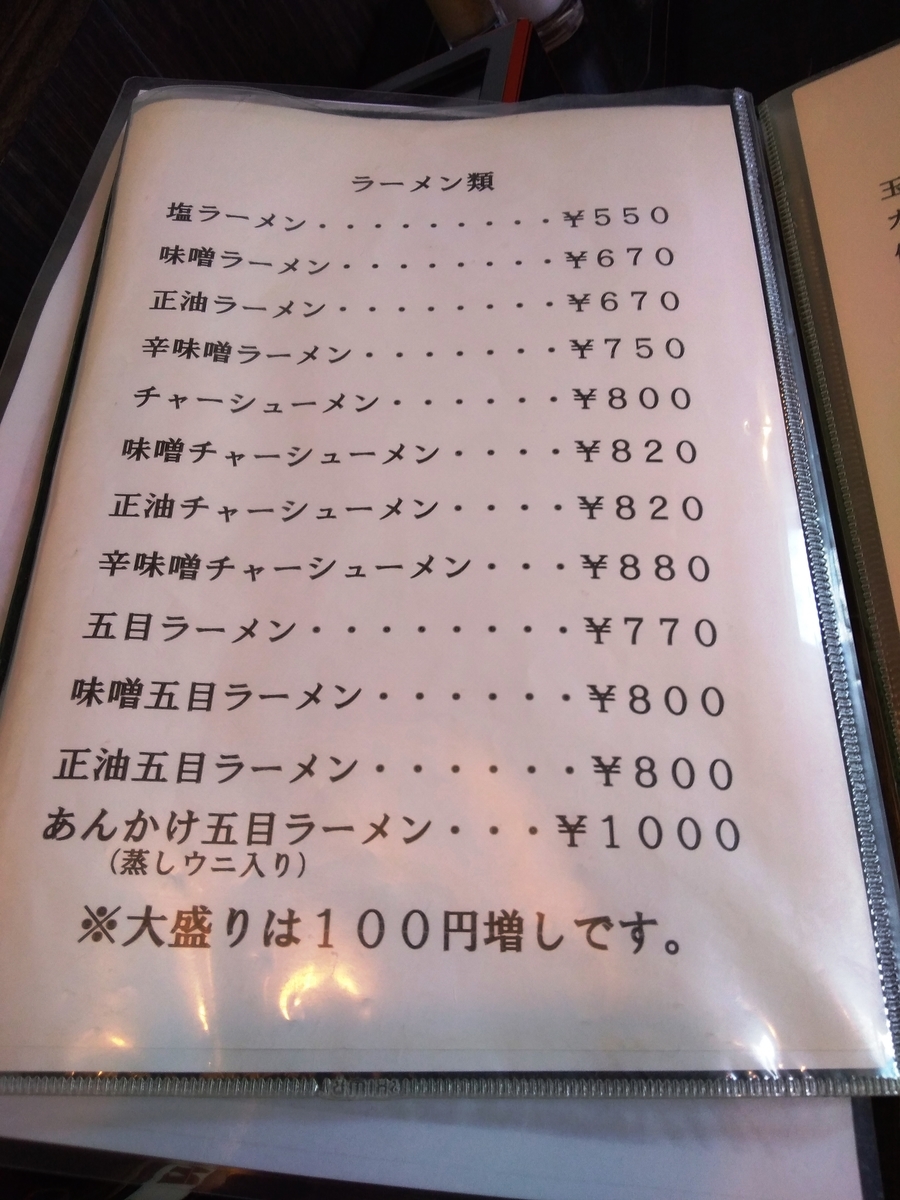 ラーメン類
塩ラーメン・・・・・・・・・¥550
味噌ラーメン・・・・・・・・¥670
正油ラーメン・・・・・・・・¥670
辛味噌ラーメン・・・・・・・¥750
チャーシューメン・・・・・・¥800
味噌チャーシューメン・・・・¥820
正油チャーシューメン・・・・¥820
辛味噌チャーシューメン・・・¥880
五目ラーメン・・・・・・・・¥770
味噌五目ラーメン・・・・・・¥800
正油五目ラーメン・・・・・・¥800
あんかけ五目ラーメン・・・¥1000
(蒸しウニ入り)
※大盛りは100円増しです。